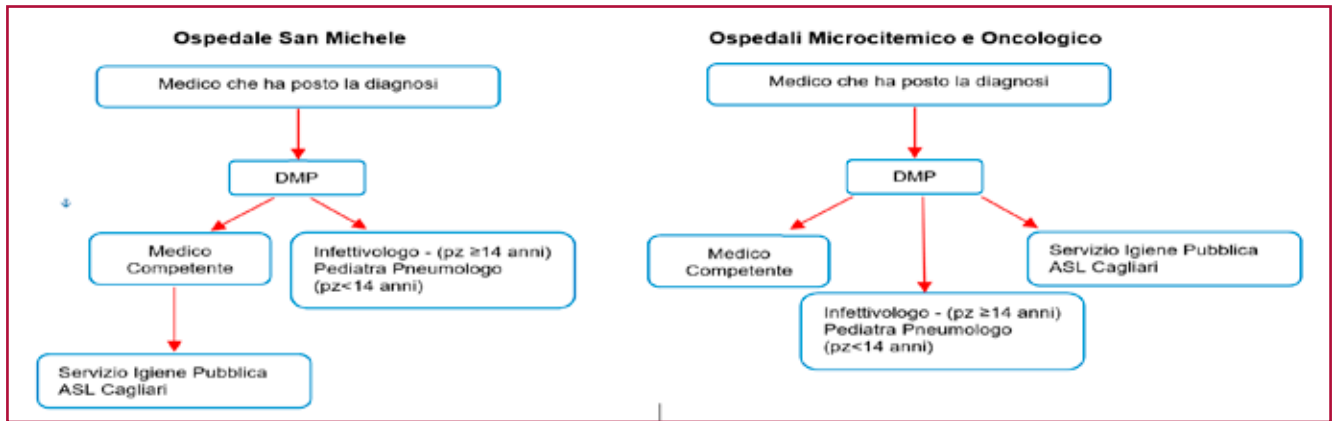 Ospedale San Michele
Medico che ha posto la diagnosi
DMP
Medico
Competente
Infettivologo - (pz ≥14 anni)
Pediatra Pneumologo
(pz<14 anni)
Servizio Igiene Pubblica
ASL Cagliari
Ospedali Microcitemico e Oncologico
Medico che ha posto la diagnosi
DMP
Medico
Competente
Infettivologo - (pz ≥14 anni)
Pediatra Pneumologo
(pz<14 anni)
Servizio Igiene Pubblica
ASL Cagliari